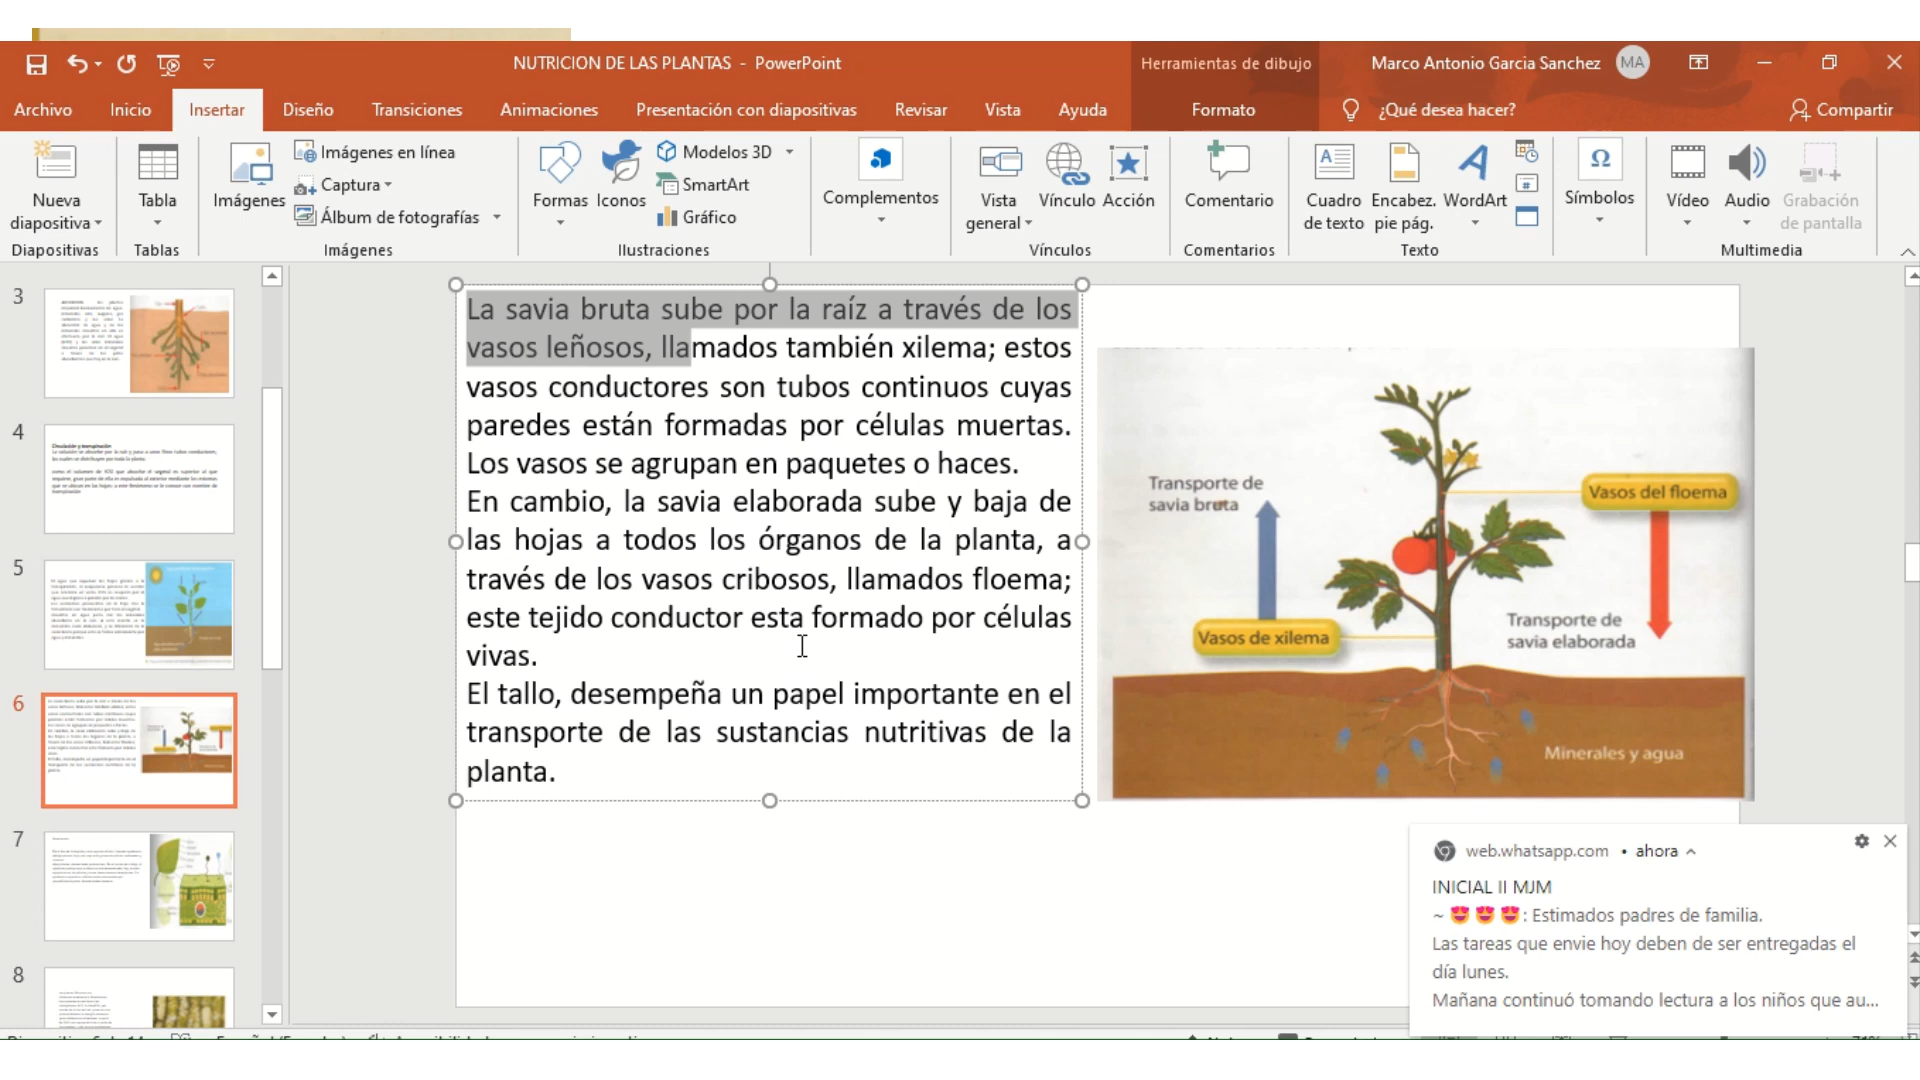 NUTRICION DE LAS PLANTAS - PowerPoint
Herramientas de dibujo
Marco Antonio Garcia Sanchez
MA
Archivo
Inicio
Insertar
Diseño
Transiciones
Animaciones
Presentación con diapositivas
Revisar
Vista
Ayuda
Formato
¿Qué desea hacer?
Compartir
Nueva
diapositiva
Diapositivas
Tabla
Tablas
Imágenes
Imágenes en línea
Captura
Álbum de fotografías
Imágenes
Formas
Iconos
Modelos 3D
SmartArt
Gráfico
Ilustraciones
Complementos
Vista
general
Vínculo
Acción
Vínculos
Comentario
Comentarios
Cuadro
de texto
Encabez.
pie pág.
WordArt
Texto
Símbolos
Vídeo
Audio
Grabación
de pantalla
Multimedia
3
4
5
6
7
8
La savia bruta sube por la raíz a través de los
vasos leñosos, llamados también xilema; estos
vasos conductores son tubos continuos cuyas
paredes están formadas por células muertas.
Los vasos se agrupan en paquetes o haces.
En cambio, la savia elaborada sube y baja de
las hojas a todos los órganos de la planta, a
través de los vasos cribosos, llamados floema;
este tejido conductor esta formado por células
vivas.
El tallo, desempeña un papel importante en el
transporte de las sustancias nutritivas de la
planta.
Transporte de
savia bruta
Vasos del floema
Vasos de xilema
Transporte de
savia elaborada
Minerales y agua
web.whatsapp.com • ahora
INICIAL II MJM
~ 😍 😍 😍: Estimados padres de familia.
Las tareas que envie hoy deben de ser entregadas el
día lunes.
Mañana continuó tomando lectura a los niños que au...